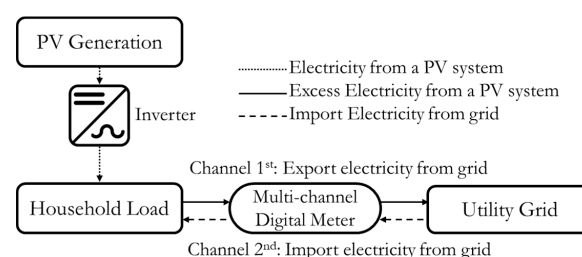 PV Generation
Electricity from a PV system
Excess Electricity from a PV system
Import Electricity from grid
Inverter
Channel 1st: Export electricity from grid
Household Load
Multi-channel
Digital Meter
Utility Grid
Channel 2nd: Import electricity from grid